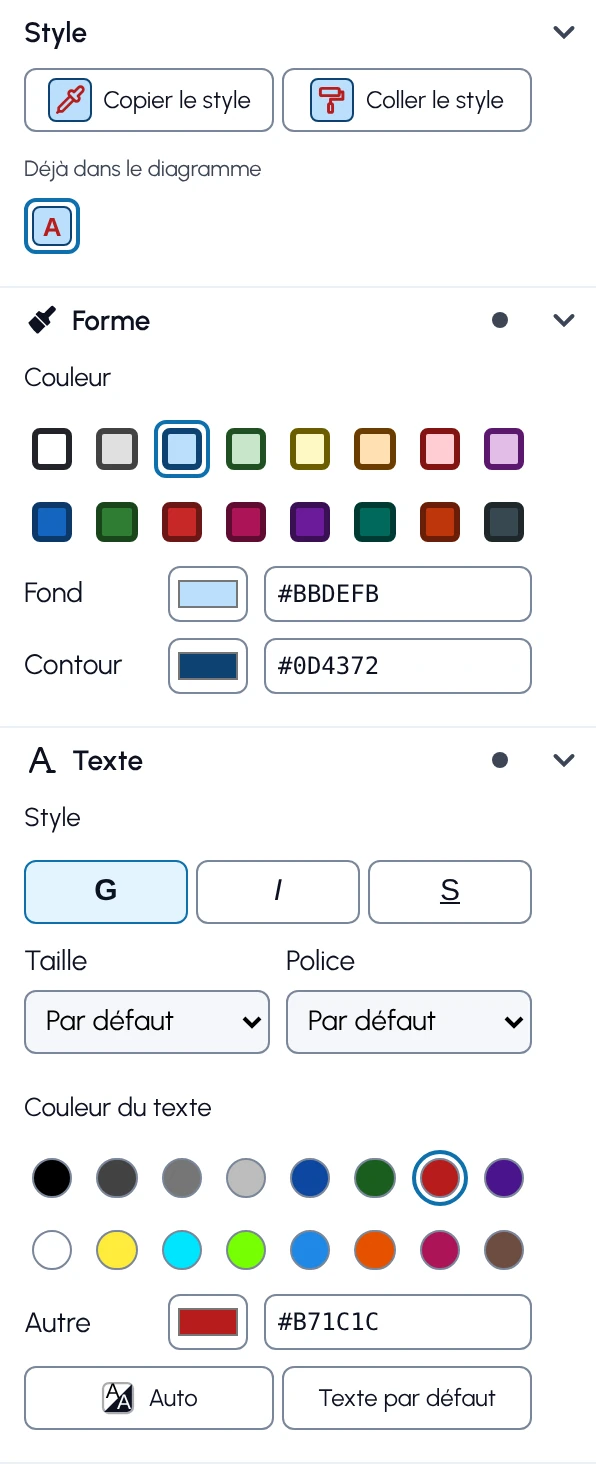 Style
Copier le style
Coller le style
Déjà dans le diagramme
A
Forme
Couleur
Fond
#BBDEFB
Contour
#0D4372
A Texte
Style
G
I
S
Taille
Police
Par défaut
Par défaut
Couleur du texte
Autre
#B71C1C
AA Auto
Texte par défaut